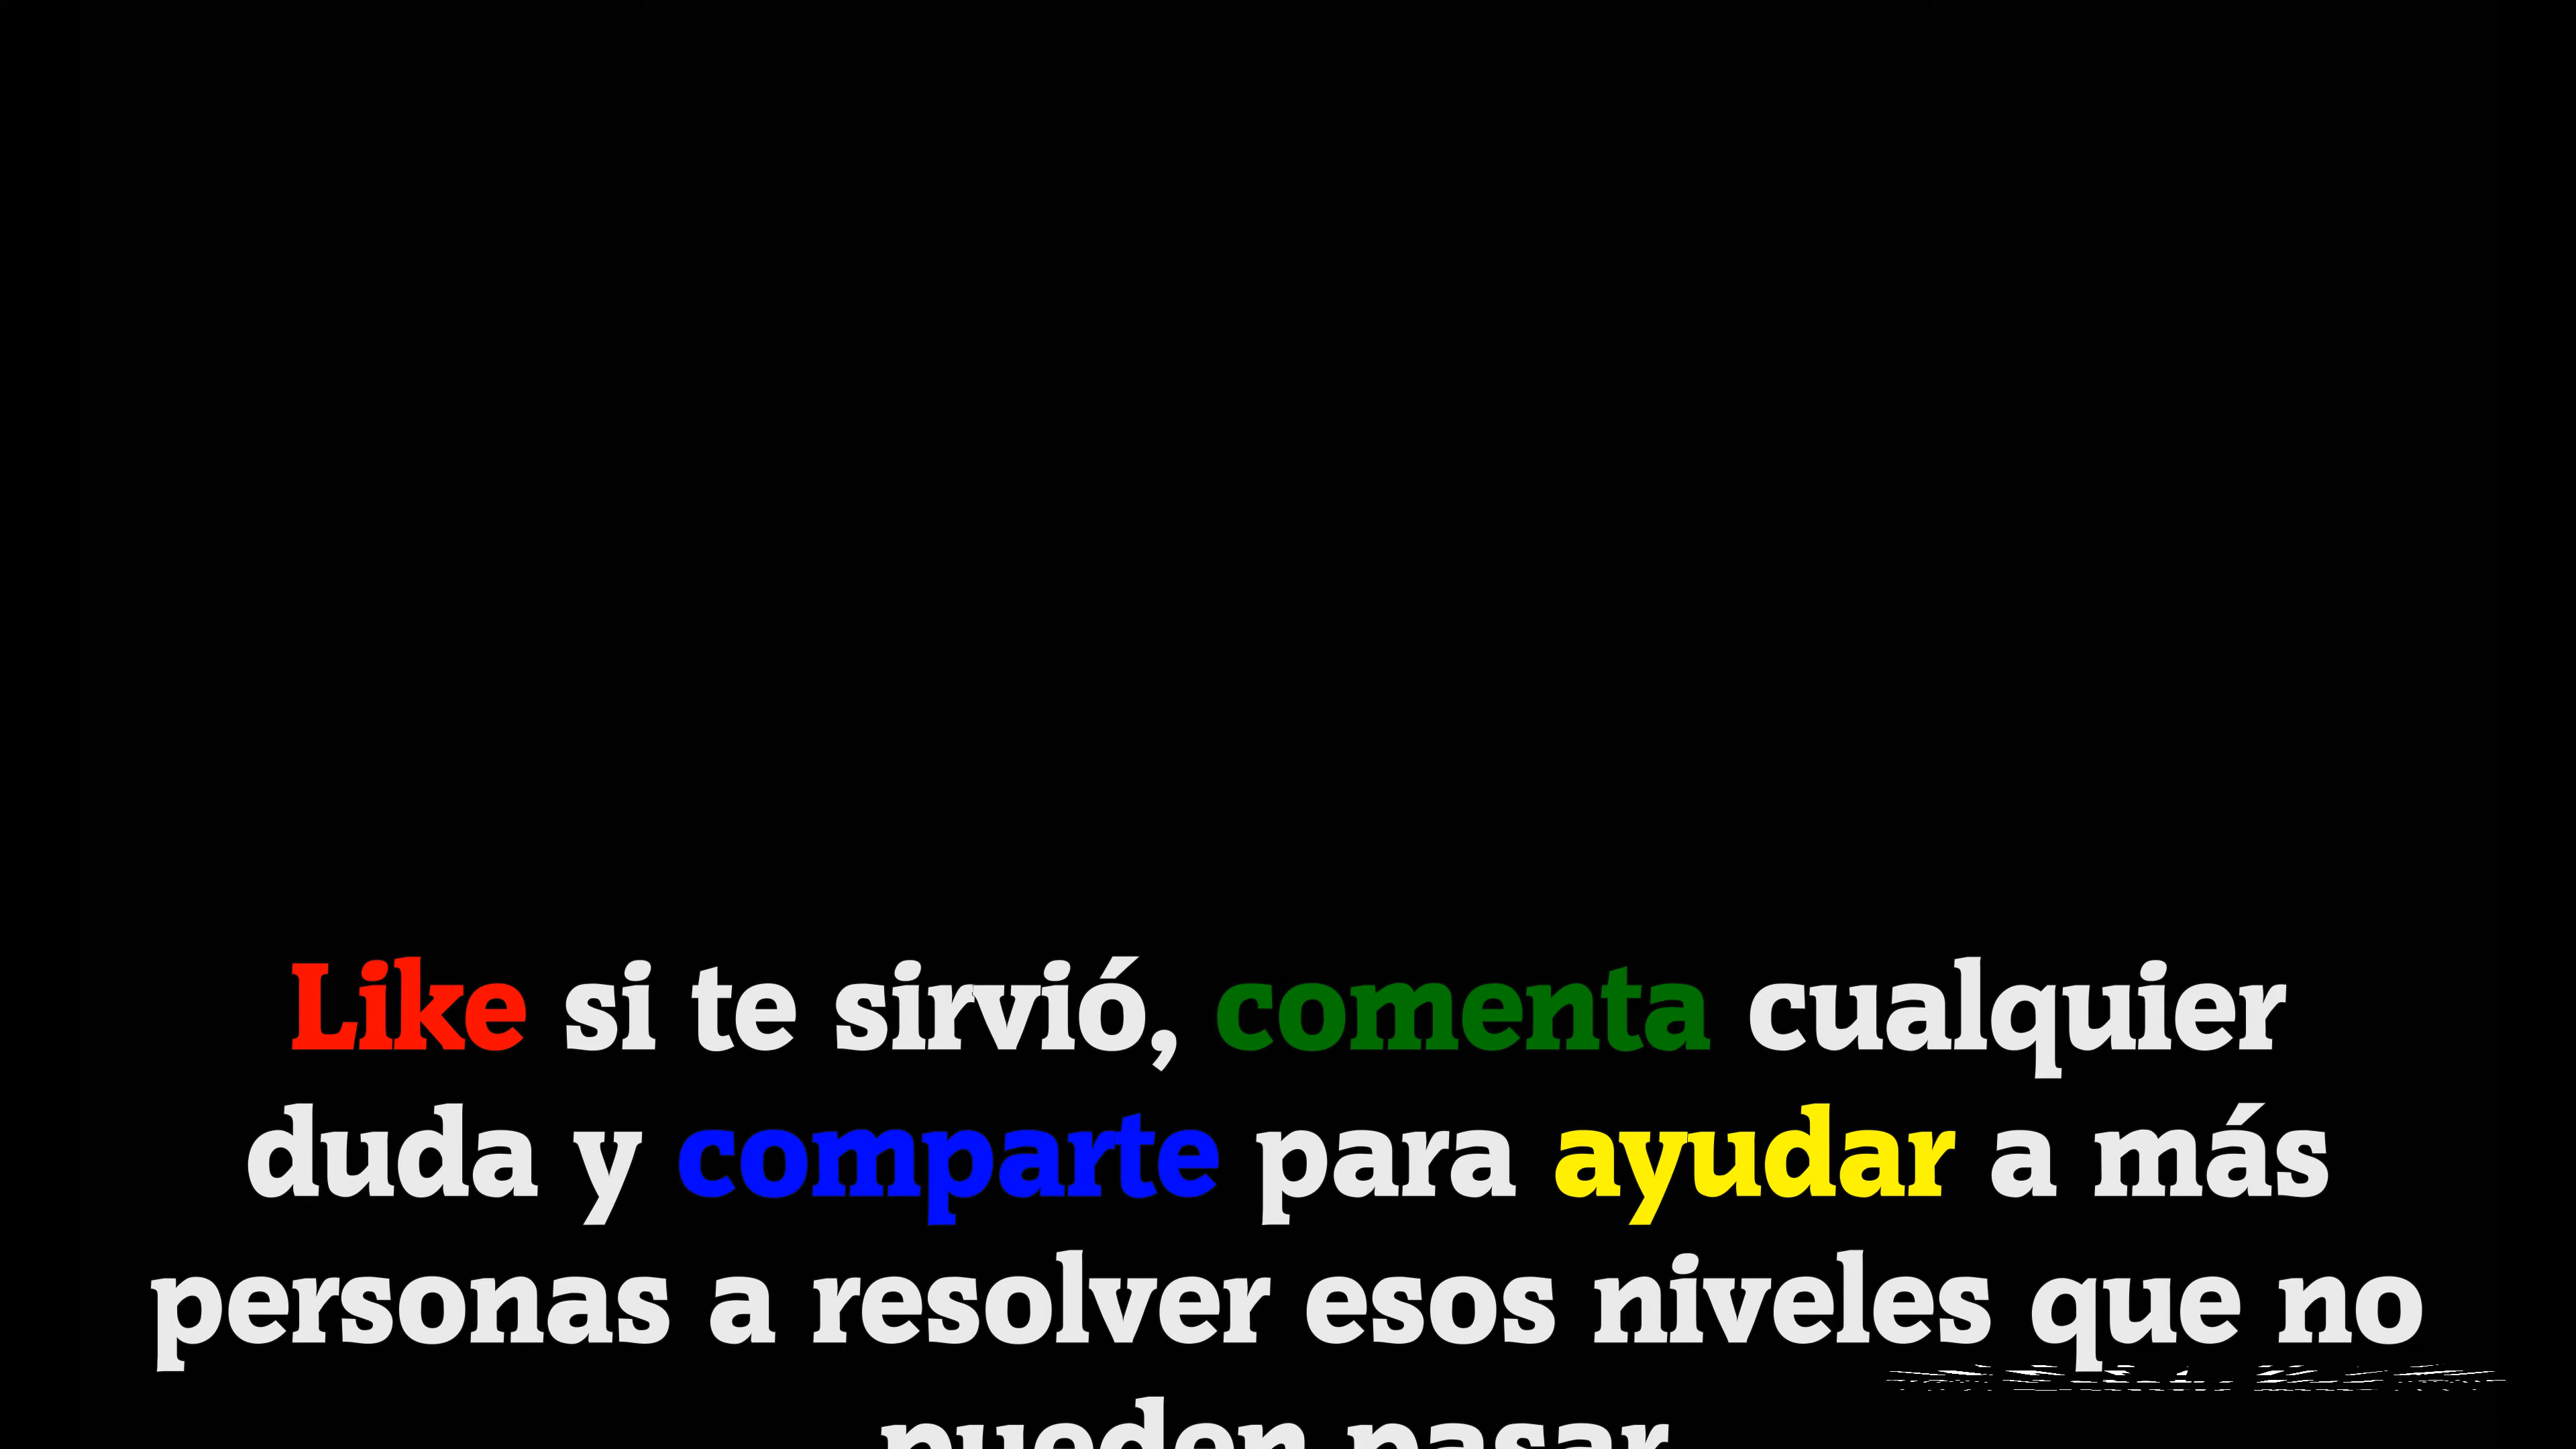 Like si te sirvió, comenta cualquier
duda y comparte para ayudar a más
personas a resolver esos niveles que no
pueden pasar